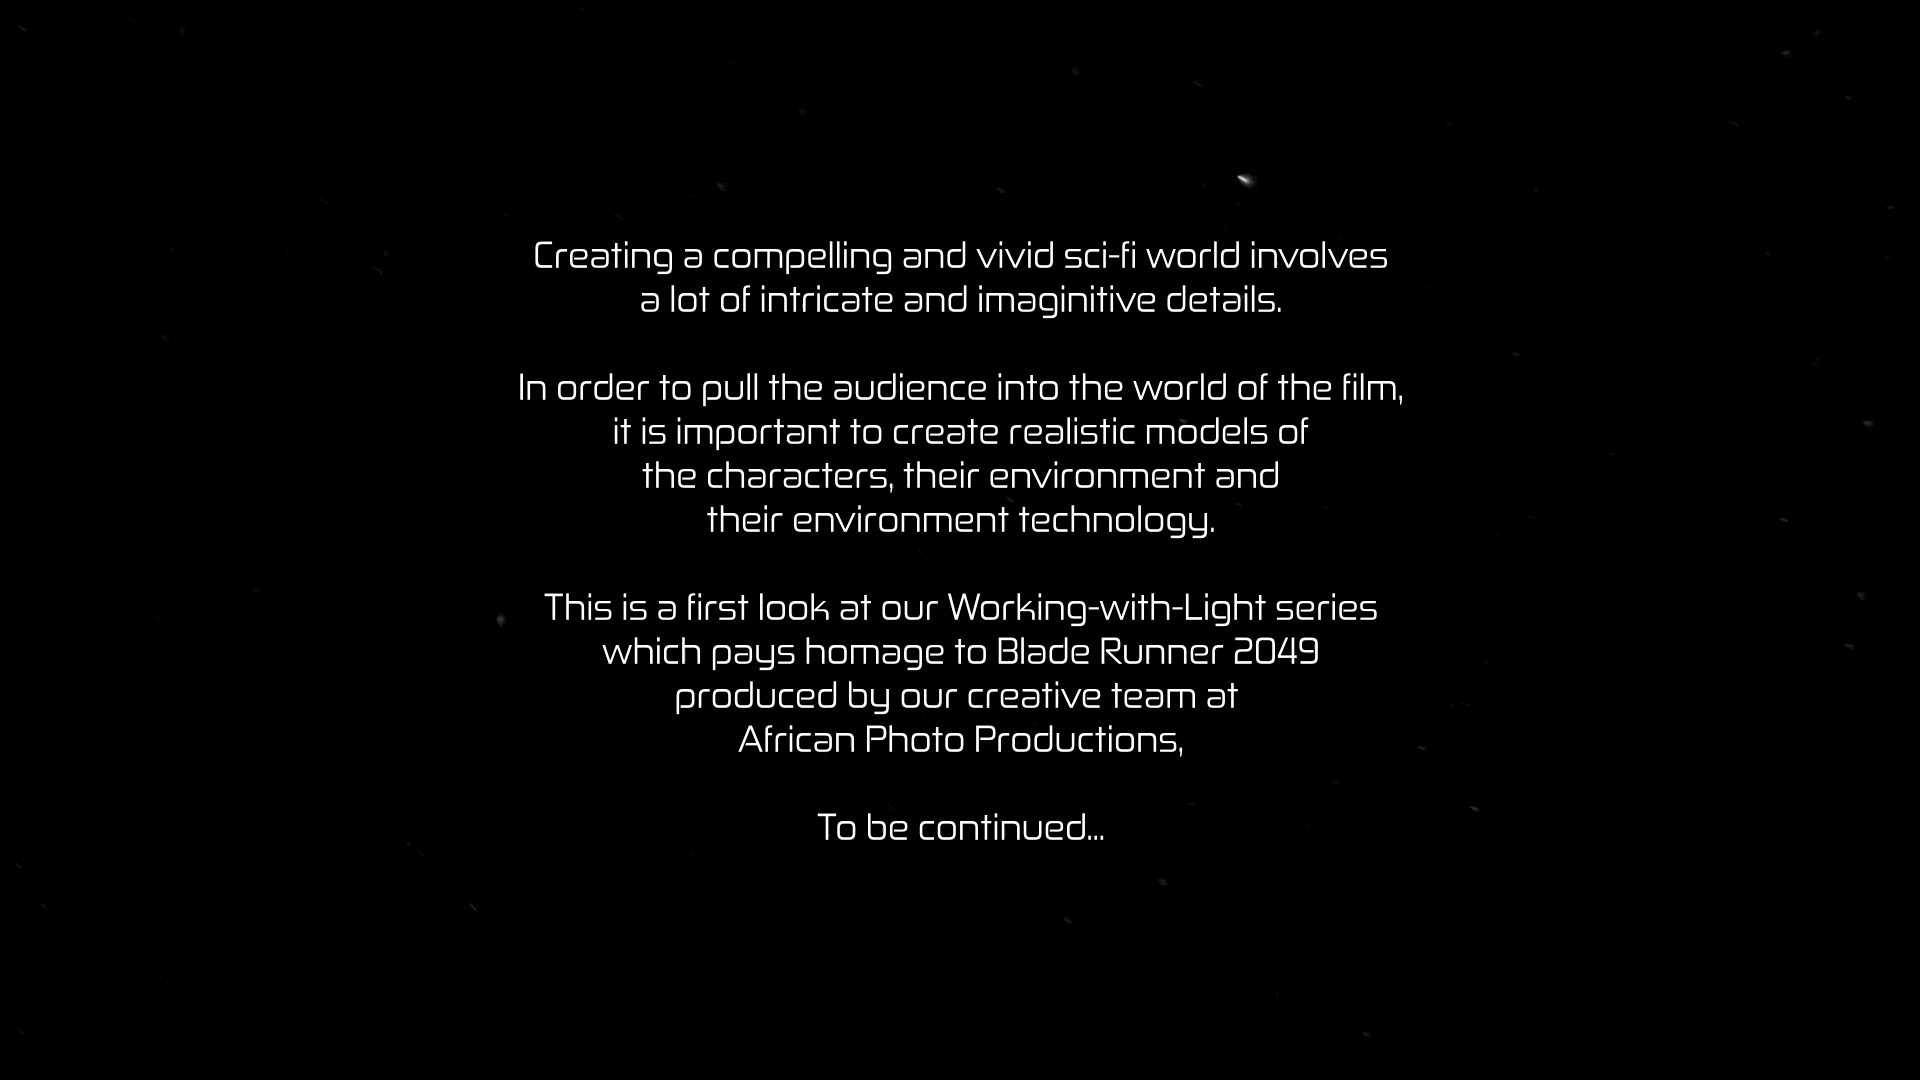 Creating a compelling and vivid sci-fi world involves
a lot of intricate and imaginitive details.
In order to pull the audience into the world of the film,
it is important to create realistic models of
the characters, their environment and
their environment technology.
This is a first look at our Working-with-Light series
which pays homage to Blade Runner 2049
produced by our creative team at
African Photo Productions,
To be continued...